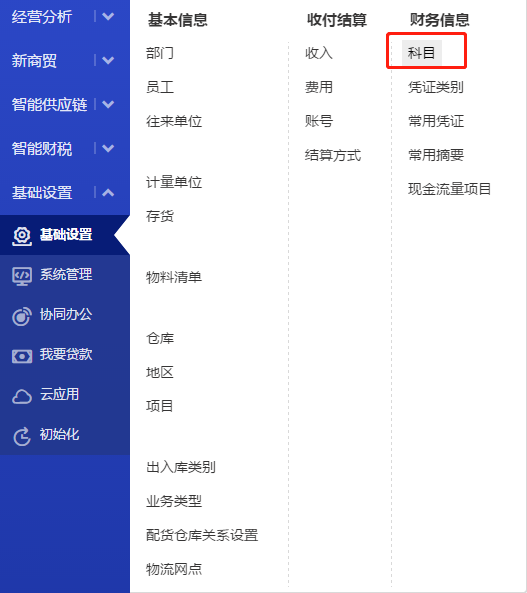 经营分析
新商贸
智能供应链
智能财税
基础设置
基础设置
系统管理
协同办公
我要贷款
云应用
初始化
基本信息
部门
员工
往来单位
计量单位
存货
物料清单
仓库
地区
项目
出入库类别
业务类型
配货仓库关系设置
物流网点
收付结算
收入
费用
账号
结算方式
财务信息
科目
凭证类别
常用凭证
常用摘要
现金流量项目